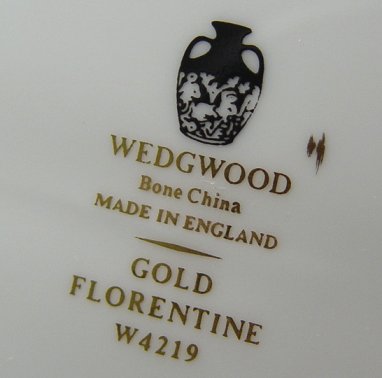 WEDGWOOD
Bone China
MADE IN ENGLAND
GOLD
FLORENTINE
W4219